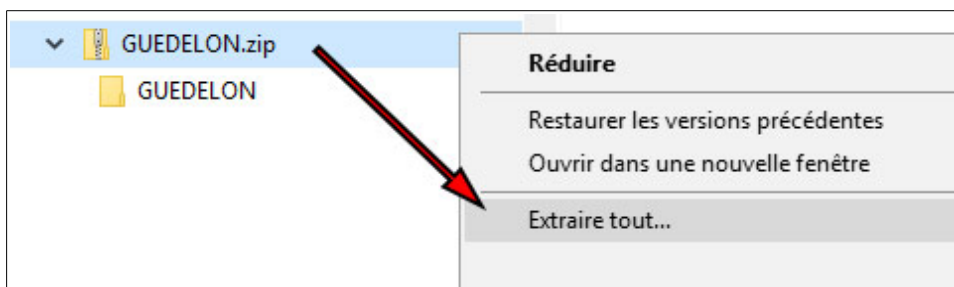 GUEDELON.zip
GUEDELON
Réduire
Restaurer les versions précédentes
Ouvrir dans une nouvelle fenêtre
Extraire tout...